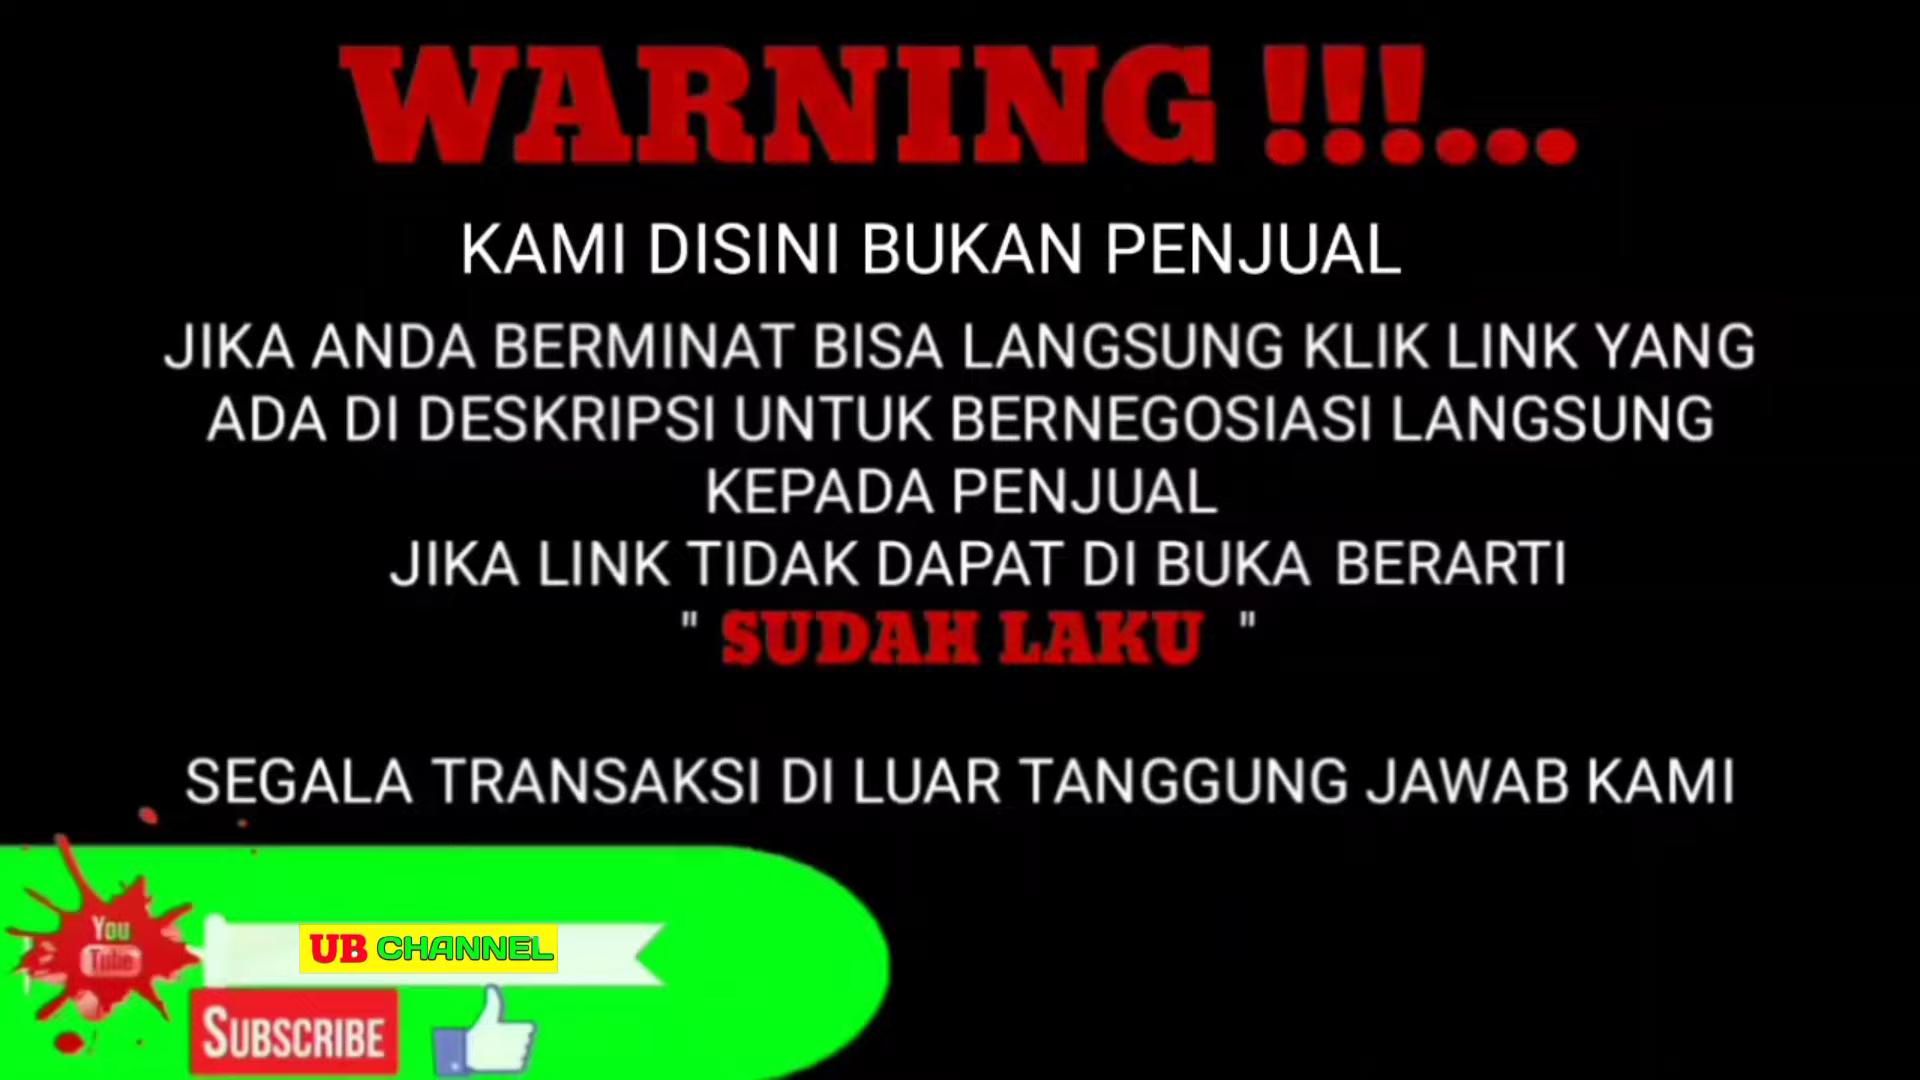 WARNING !!!...
KAMI DISINI BUKAN PENJUAL
JIKA ANDA BERMINAT BISA LANGSUNG KLIK LINK YANG
ADA DI DESKRIPSI UNTUK BERNEGOSIASI LANGSUNG
KEPADA PENJUAL
JIKA LINK TIDAK DAPAT DI BUKA BERARTI
" SUDAH LAKU "
SEGALA TRANSAKSI DI LUAR TANGGUNG JAWAB KAMI
You
Tube
UB CHANNEL
SUBSCRIBE